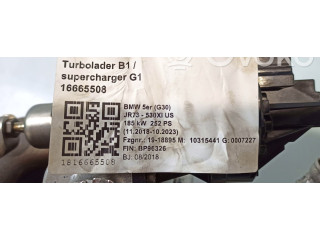 Turbolader B1 /
supercharger G1
16665508
BMW 5er (G30)
JR73 - 530XI US
185 kW 252 PS
(11.2018-10.2023)
Fzgnr.: 19-18895 M: 10315441 G: 0007227
FIN: BP96326
BJ: 08/2018
1816665508
OVOKO